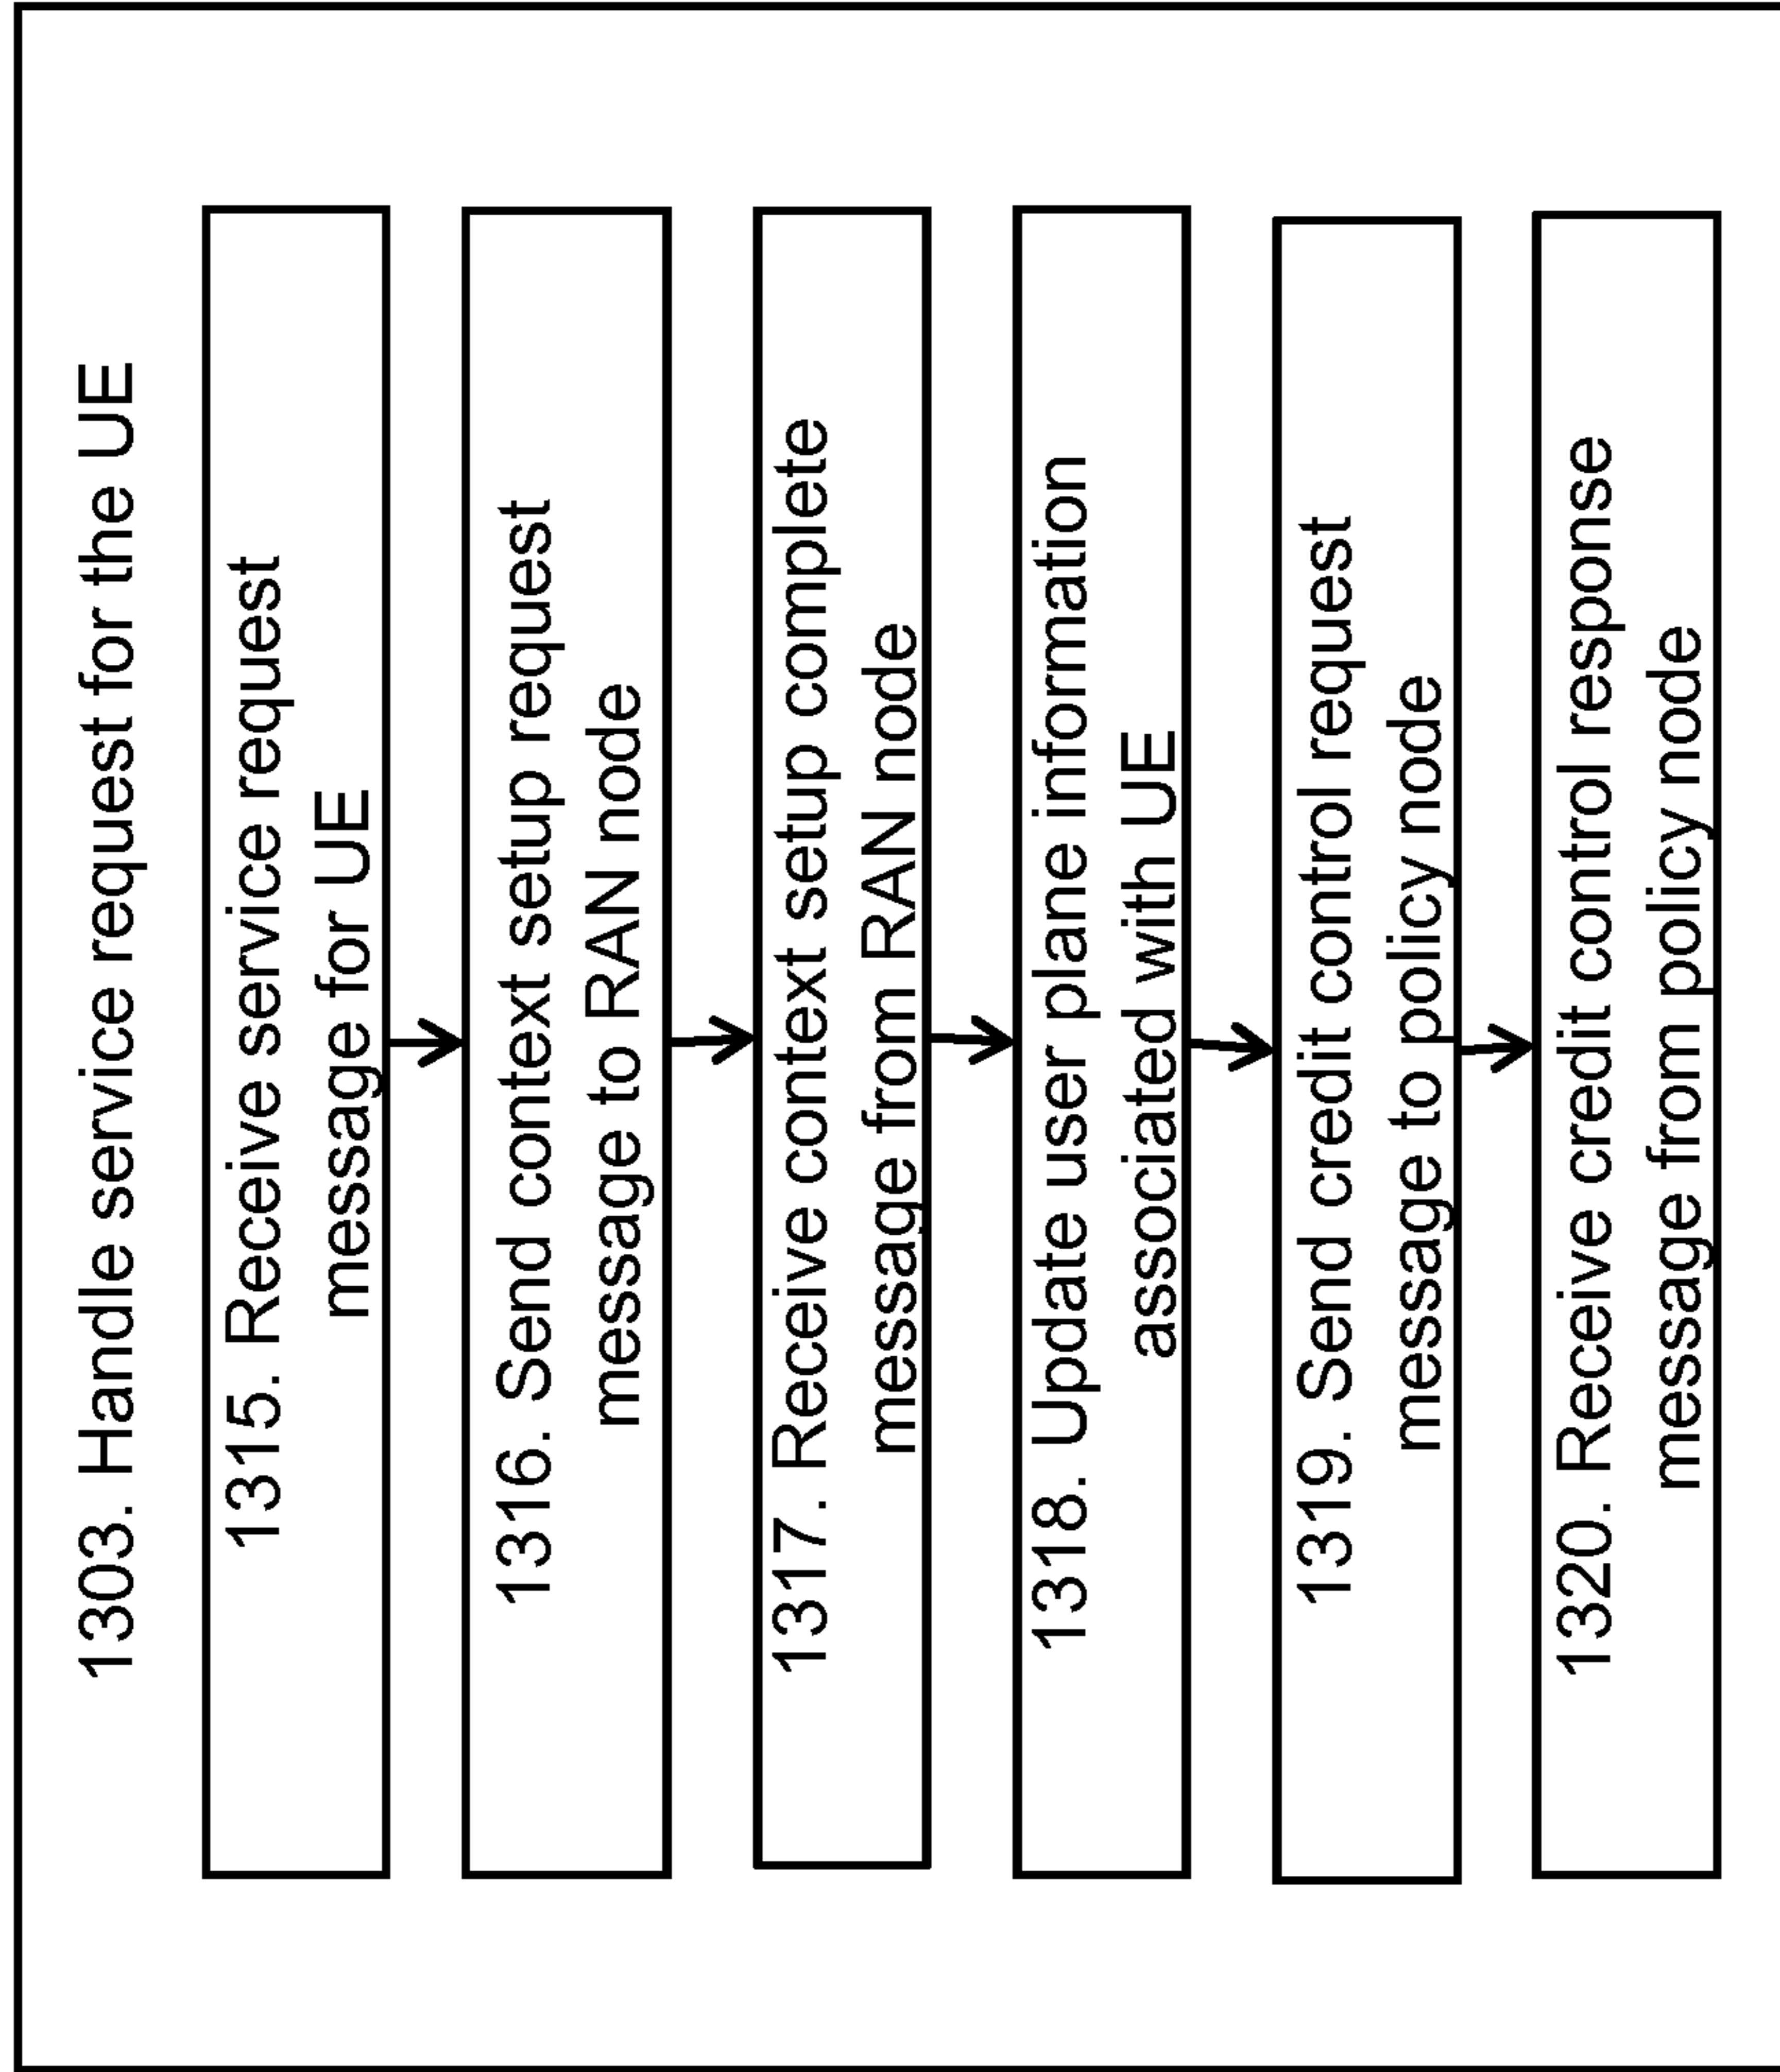 1303. Handle service request for the UE
1315. Receive service request
message for UE
1316. Send context setup request
message to RAN node
1317. Receive context setup complete
message from RAN node
1318. Update user plane information
associated with UE
1319. Send credit control request
message to policy node
1320. Receive credit control response
message from policy node